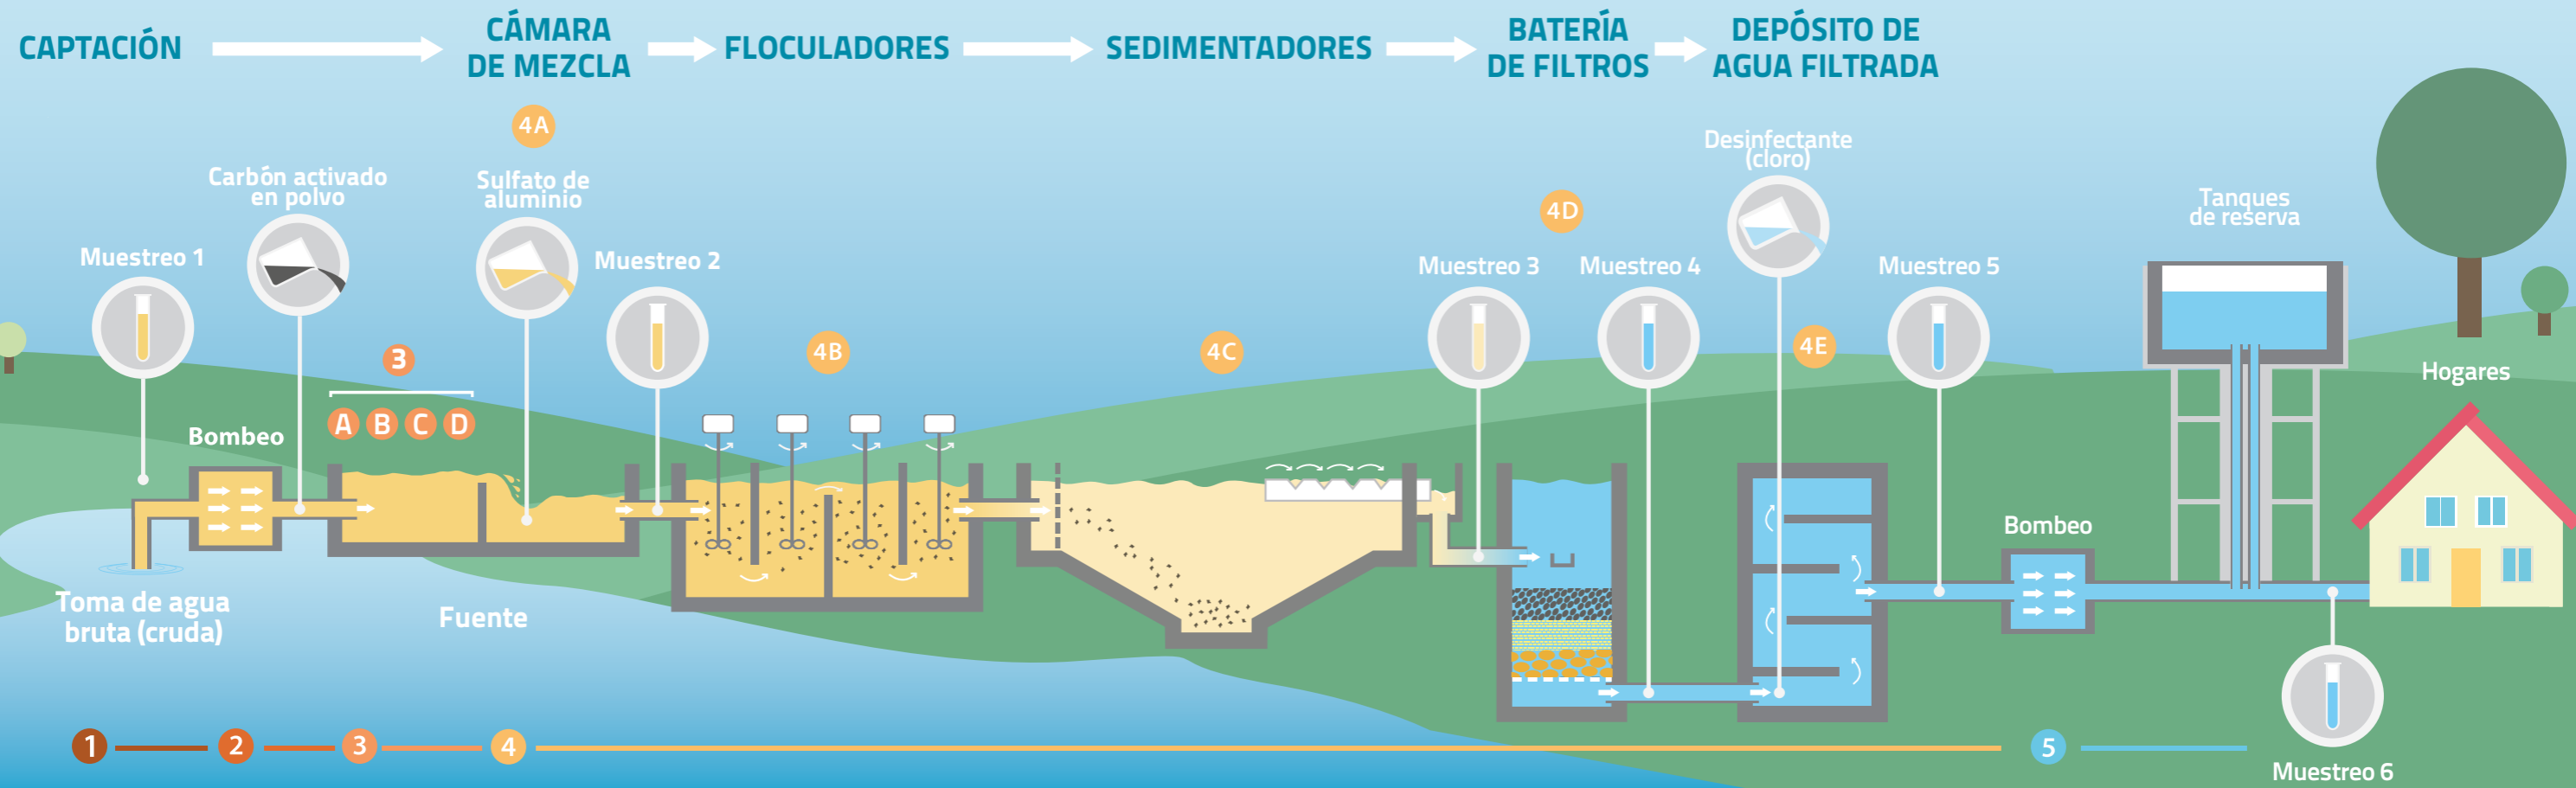 CAPTACIÓN
CÁMARA
DE MEZCLA
FLOCULADORES
SEDIMENTADORES
BATERÍA
DE FILTROS
DEPÓSITO DE
AGUA FILTRADA
4A
Carbón activado
en polvo
Sulfato de
aluminio
Desinfectante
(cloro)
4D
Tanques
de reserva
Muestreo 1
Muestreo 2
Muestreo 3
Muestreo 4
Muestreo 5
3
4B
4C
4E
Hogares
A B C D
Bombeo
Bombeo
Toma de agua
bruta (cruda)
Fuente
1
2
3
4
5
Muestreo 6